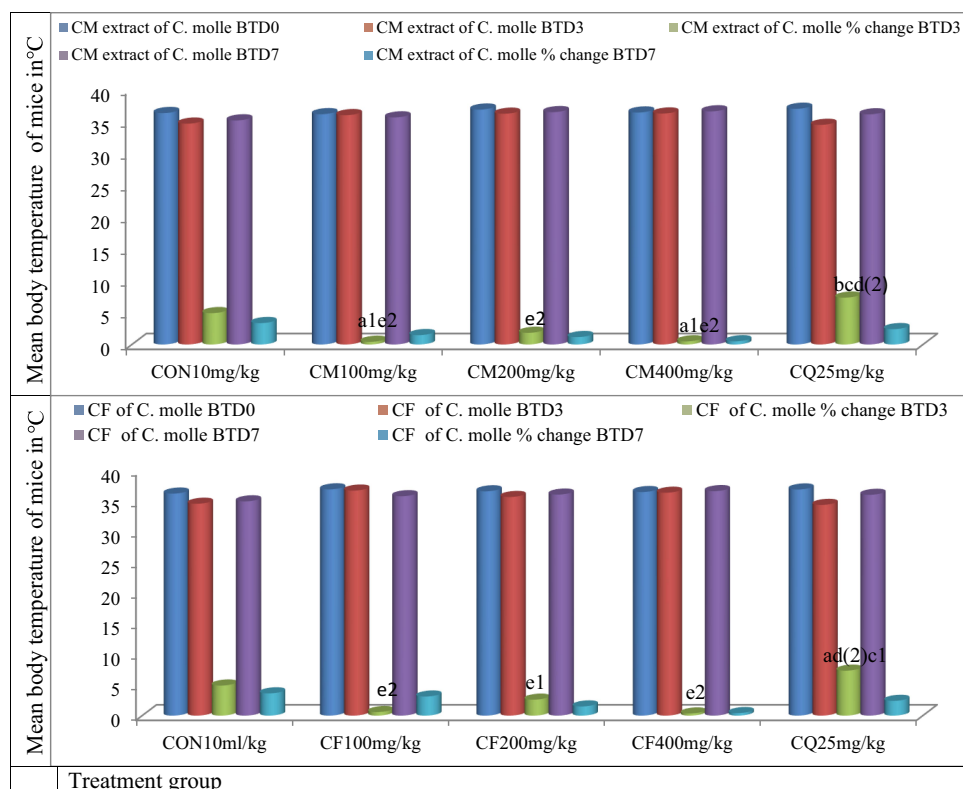 CM extract of C. molle BTD0 CM extract of C. molle BTD3 CM extract of C. molle % change BTD3
CM extract of C. molle BTD7 CM extract of C. molle % change BTD7
Mean body temperature of mice in°C
40
35
30
25
20
15
10
5
0
a1e2
e2
a1e2
bcd(2)
CON10mg/kg CM100mg/kg CM200mg/kg CM400mg/kg CQ25mg/kg
CF of C. molle BTD0 CF of C. molle BTD3 CF of C. molle % change BTD3
CF of C. molle BTD7 CF of C. molle % change BTD7
Mean body temperature of mice in°C
40
35
30
25
20
15
10
5
0
e2
e1
e2
ad(2)c1
CON10ml/kg CF100mg/kg CF200mg/kg CF400mg/kg CQ25mg/kg
Treatment group